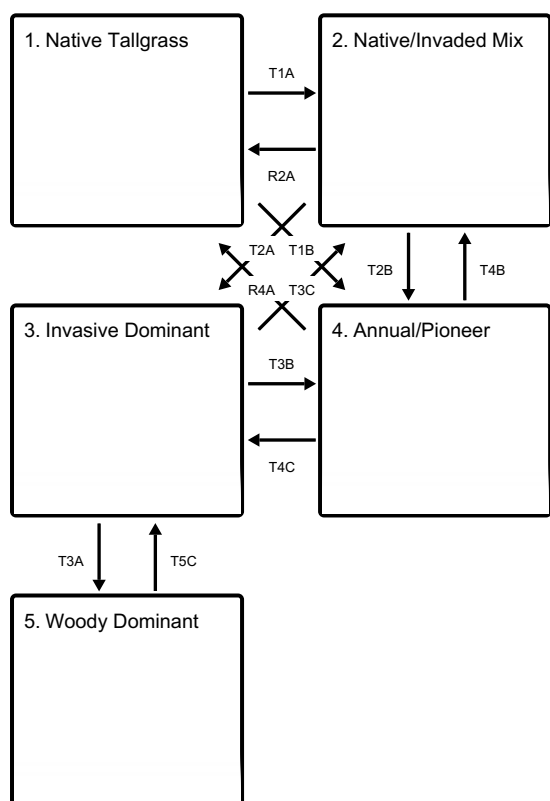 1. Native Tallgrass
2. Native/Invaded Mix
T1A
R2A
T2A T1B
T2B
T4B
R4A T3C
3. Invasive Dominant
4. Annual/Pioneer
T3B
T4C
T3A
T5C
5. Woody Dominant